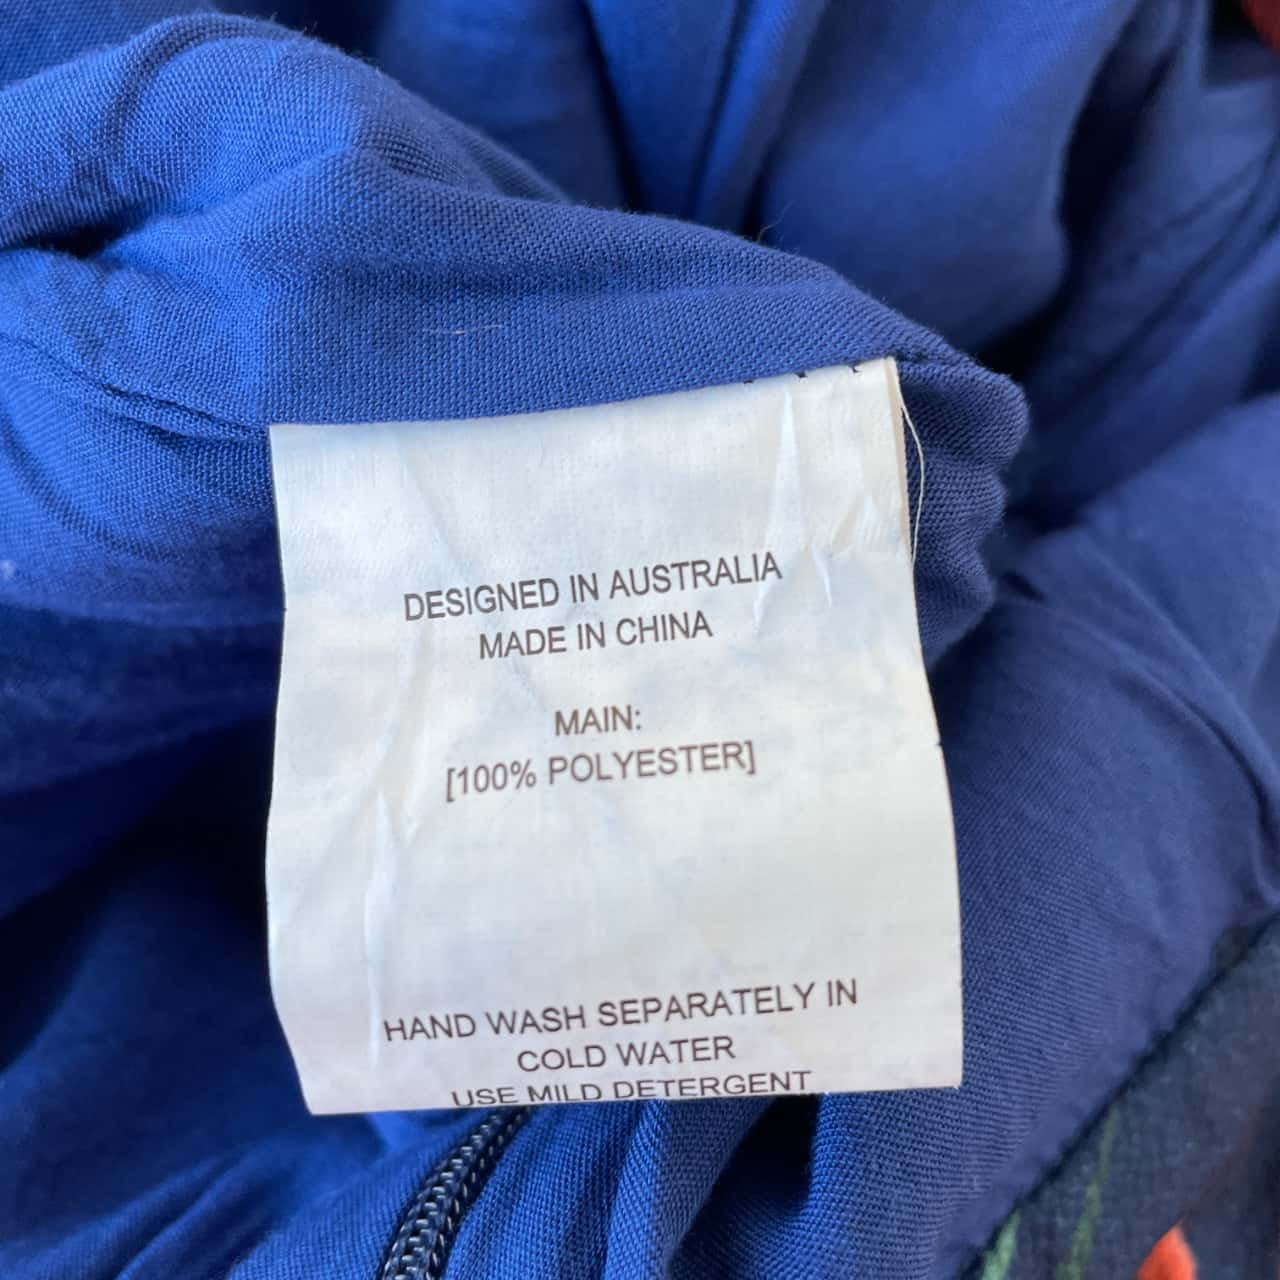 DESIGNED IN AUSTRALIA
MADE IN CHINA
MAIN:
[100% POLYESTER]
HAND WASH SEPARATELY IN
COLD WATER
USE MILD DETERGENT